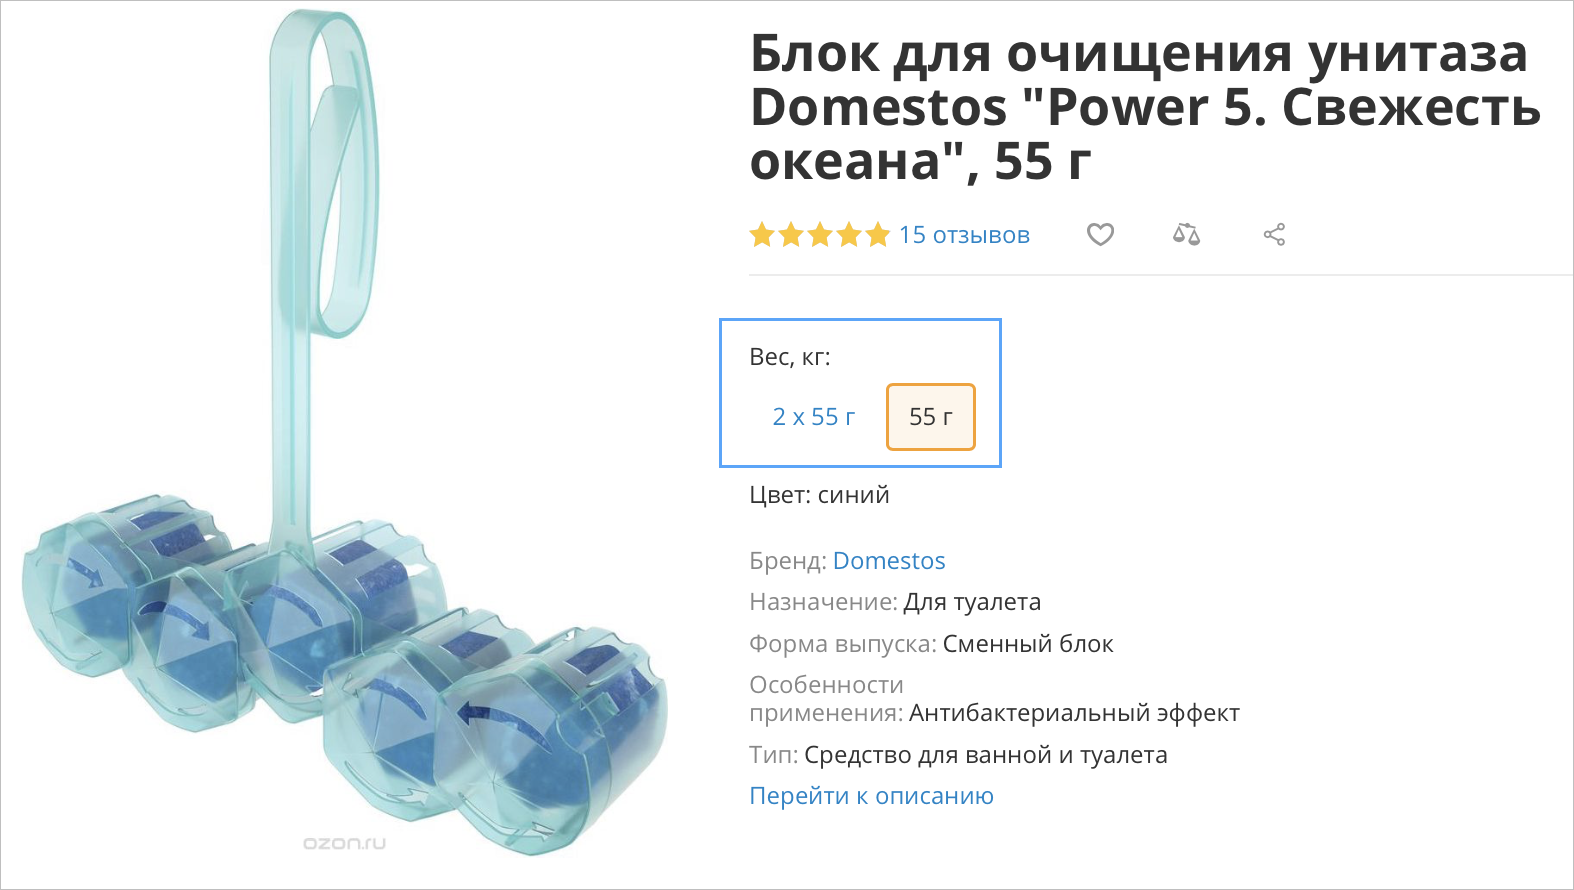 Блок для очищения унитаза
Domestos "Power 5. Свежесть
океана", 55 г
15 отзывов
Вес, кг:
2 x 55 г
55 г
Цвет: синий
Бренд: Domestos
Назначение: Для туалета
Форма выпуска: Сменный блок
Особенности
применения: Антибактериальный эффект
Тип: Средство для ванной и туалета
Перейти к описанию
ozon.ru